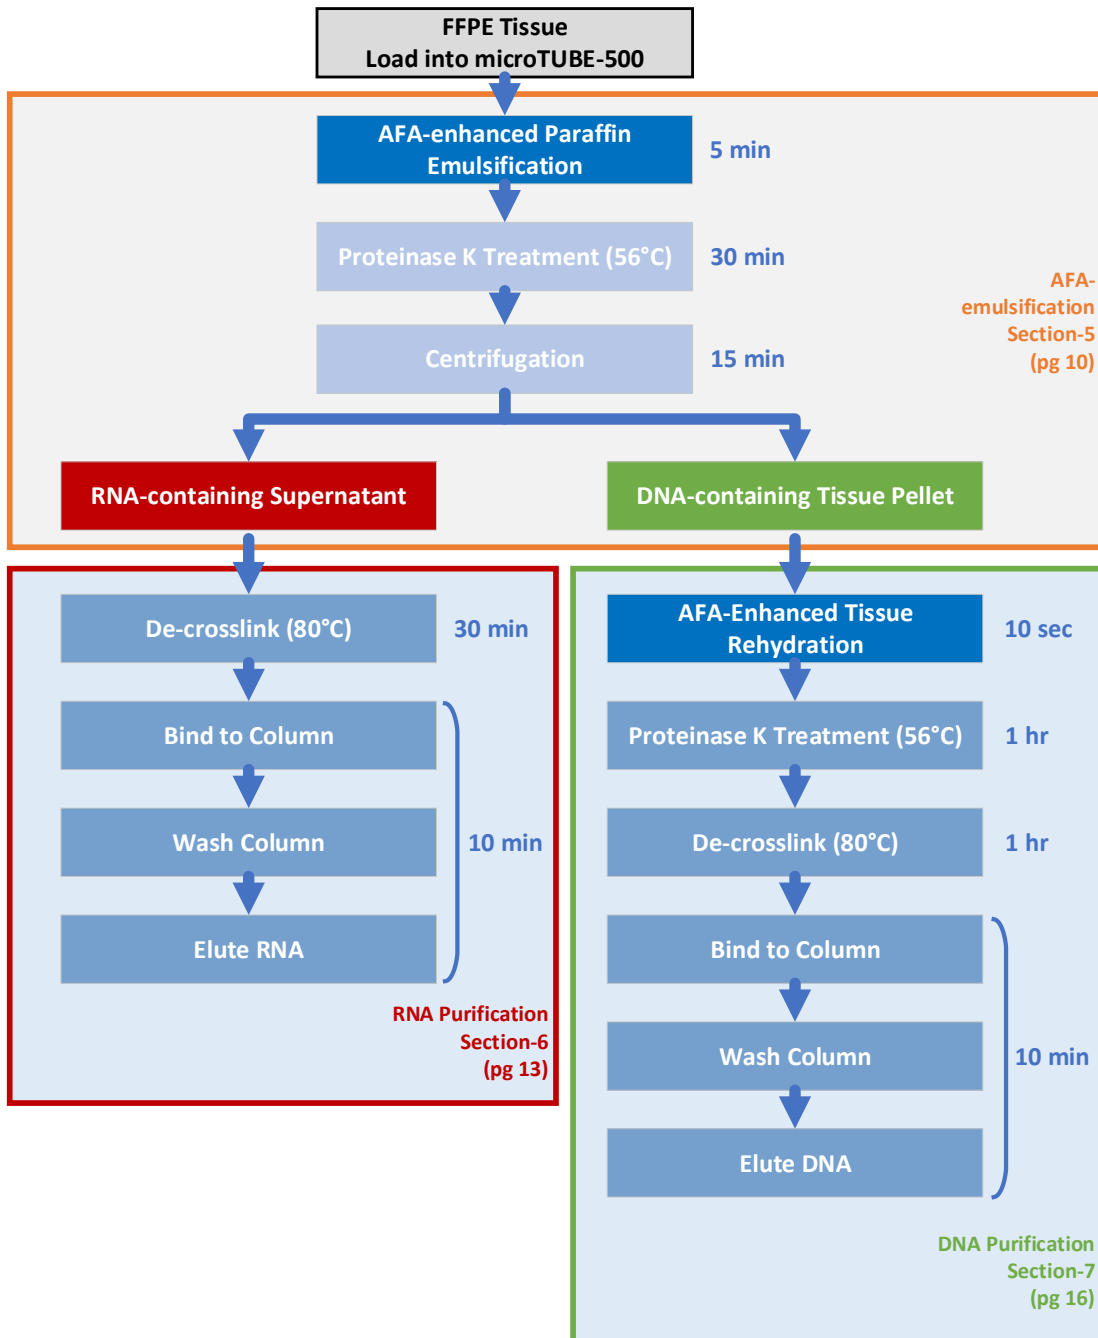 FFPE Tissue
Load into microTUBE-500
AFA-enhanced Paraffin
Emulsification
5 min
Proteinase K Treatment (56°C)
30 min
Centrifugation
15 min
AFA-
emulsification
Section-5
(pg 10)
RNA-containing Supernatant
DNA-containing Tissue Pellet
De-crosslink (80°C)
30 min
Bind to Column
Wash Column
10 min
Elute RNA
RNA Purification
Section-6
(pg 13)
AFA-Enhanced Tissue
Rehydration
10 sec
Proteinase K Treatment (56°C)
1 hr
De-crosslink (80°C)
1 hr
Bind to Column
Wash Column
10 min
Elute DNA
DNA Purification
Section-7
(pg 16)